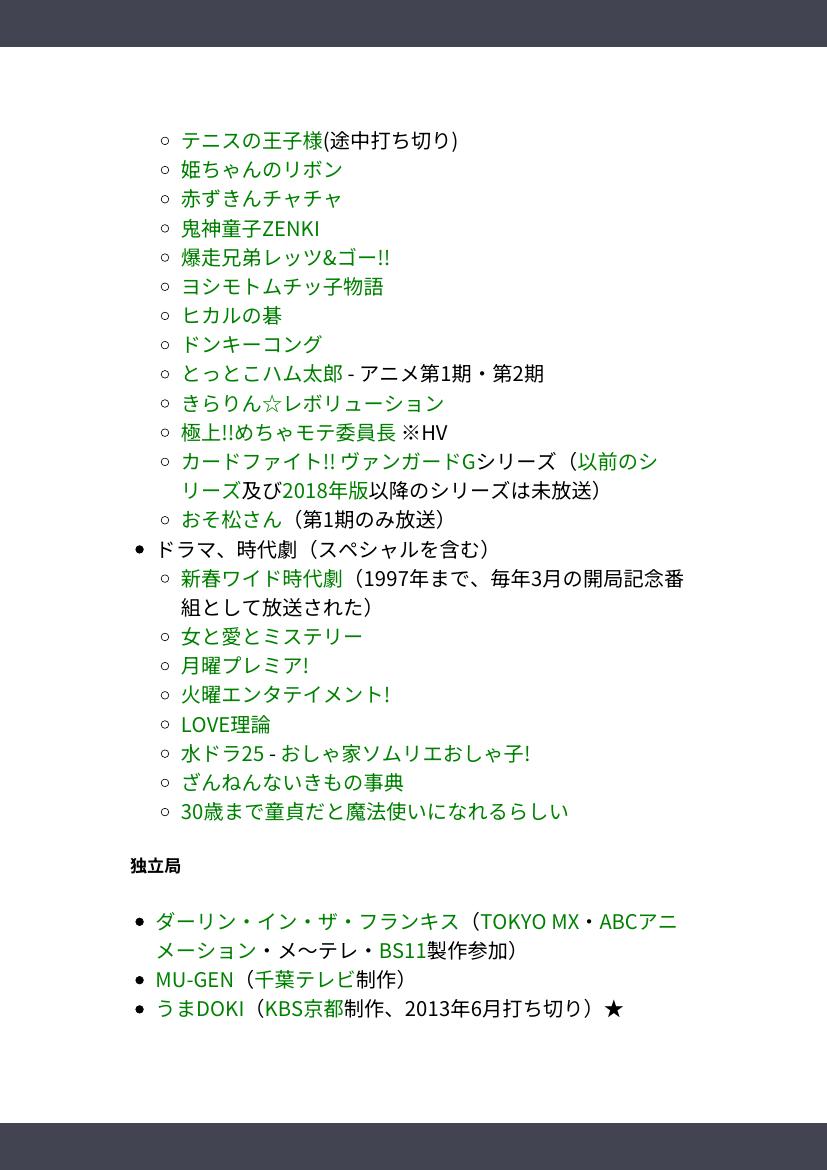 テニスの王子様(途中打ち切り)
姫ちゃんのリボン
赤ずきんチャチャ
鬼神童子ZENKI
爆走兄弟レッツ&ゴー!!
ヨシモトムチッ子物語
ヒカルの碁
ドンキーコング
とっとこハム太郎 - アニメ第1期・第2期
きらりん☆レボリューション
極上!!めちゃモテ委員長 ※HV
カードファイト!! ヴァンガードGシリーズ（以前のシ
リーズ及び2018年版以降のシリーズは未放送）
おそ松さん（第1期のみ放送）
ドラマ、時代劇（スペシャルを含む）
新春ワイド時代劇（1997年まで、毎年3月の開局記念番
組として放送された）
女と愛とミステリー
月曜プレミア!
火曜エンタテイメント!
LOVE理論
水ドラ25 - おしゃ家ソムリエおしゃ子!
ざんねんないきもの事典
30歳まで童貞だと魔法使いになれるらしい
独立局
ダーリン・イン・ザ・フランキス（TOKYO MX・ABCアニ
メーション・メ〜テレ・BS11製作参加）
MU-GEN（千葉テレビ制作）
うまDOKI（KBS京都制作、2013年6月打ち切り）★